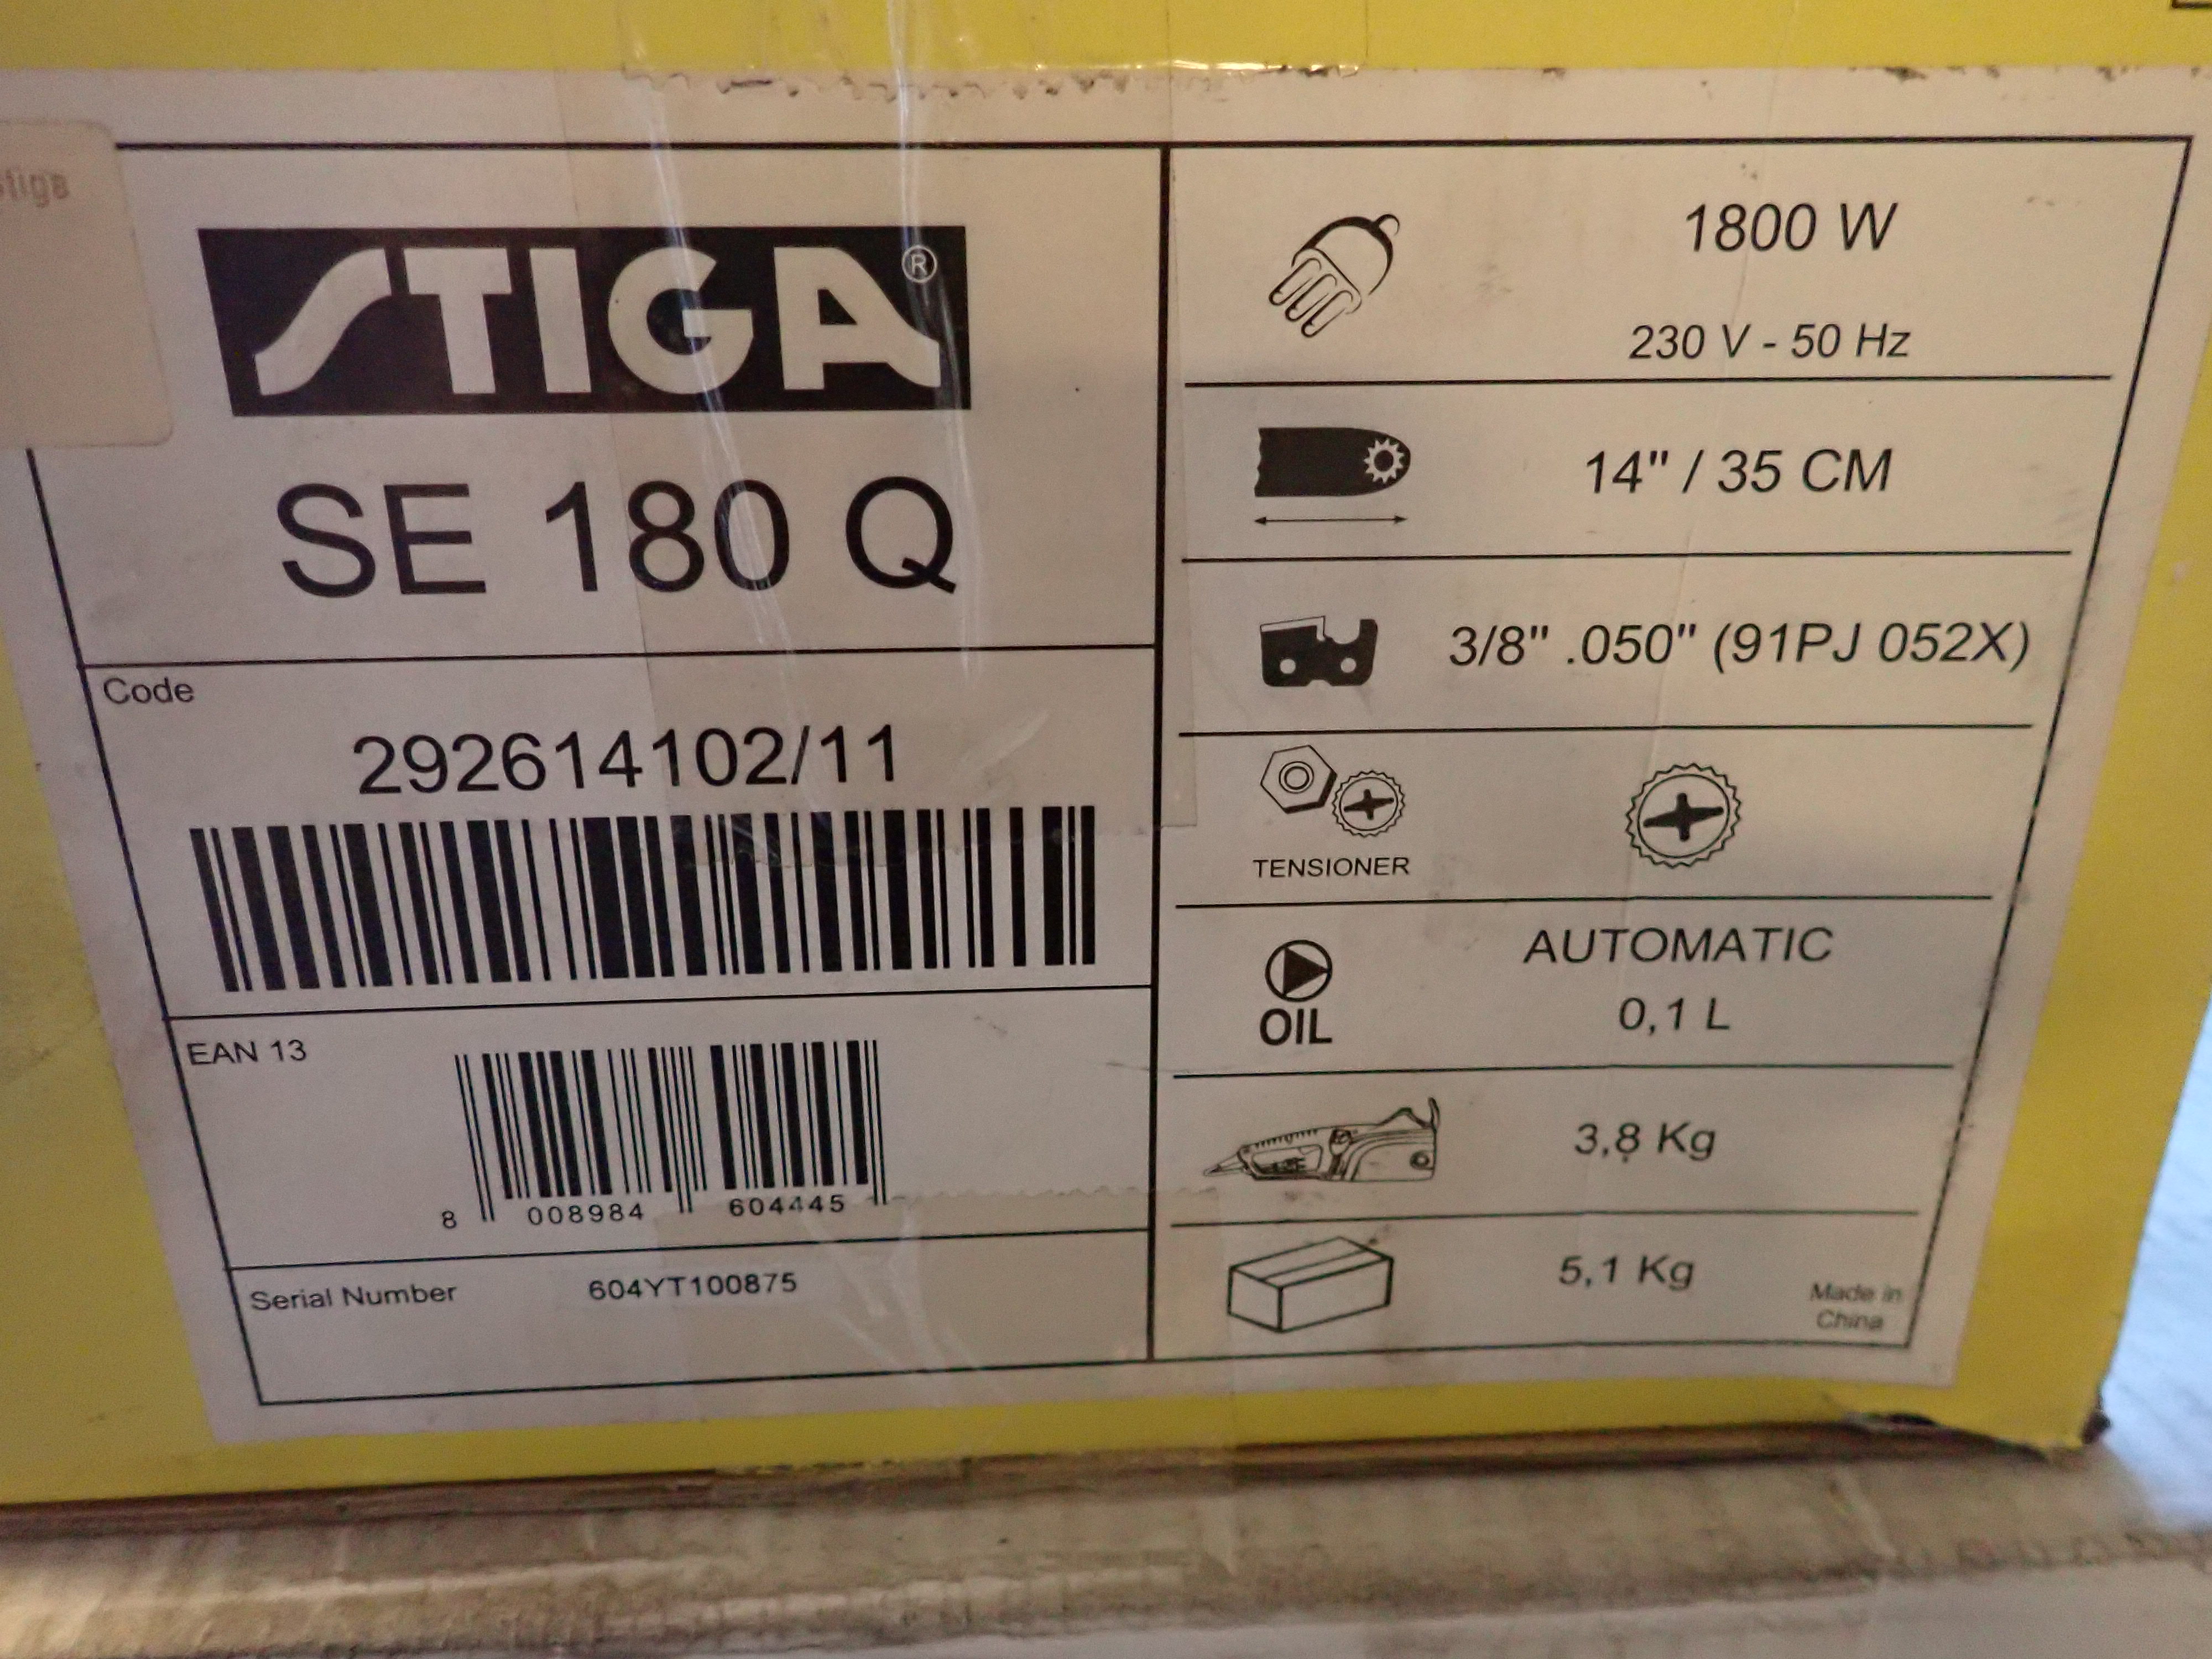 stiga
STIGA®
SE 180 Q
Code
292614102/11
EAN 13
8 008984 604445
Serial Number 604YT100875
1800 W
230 V - 50 Hz
14" / 35 CM
3/8" .050" (91PJ 052X)
TENSIONER
OIL
AUTOMATIC
0,1 L
3,8 Kg
5,1 Kg
Made in
China